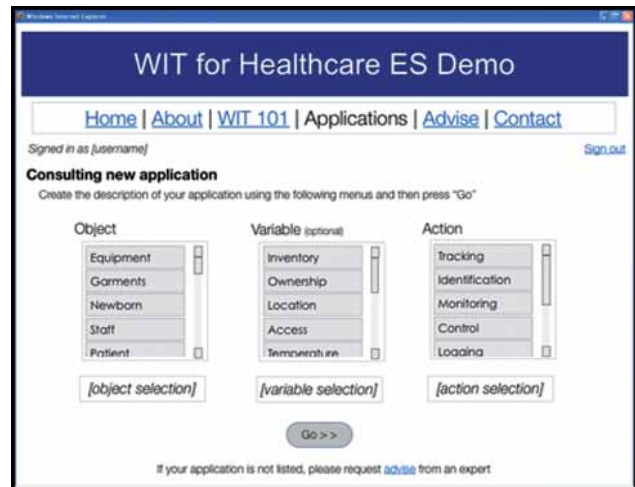 Windows Internet Explorer
WIT for Healthcare ES Demo
Home | About | WIT 101 | Applications | Advise | Contact
Signed in as [username]
Sign out
Consulting new application
Create the description of your application using the following menus and then press "Go"
Object
Variable (optional)
Action
Equipment
Garments
Newborn
Staff
Patient
Inventory
Ownership
Location
Access
Temperature
Tracking
Identification
Monitoring
Control
Logging
[object selection]
[variable selection]
[action selection]
Go >>
If your application is not listed, please request advise from an expert